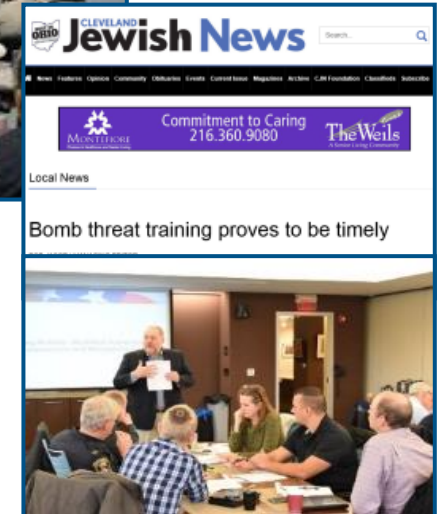 BEST IN
OHIO
CLEVELAND
Jewish News
Search...
News Features Opinion Community Obituaries Events Current Issue Magazines Archive CJN Foundation Classifieds Subscribe
MONTEFIORE
Commitment to Caring
216.360.9080
The Weils
A Senior Living Community
Local News
Bomb threat training proves to be timely